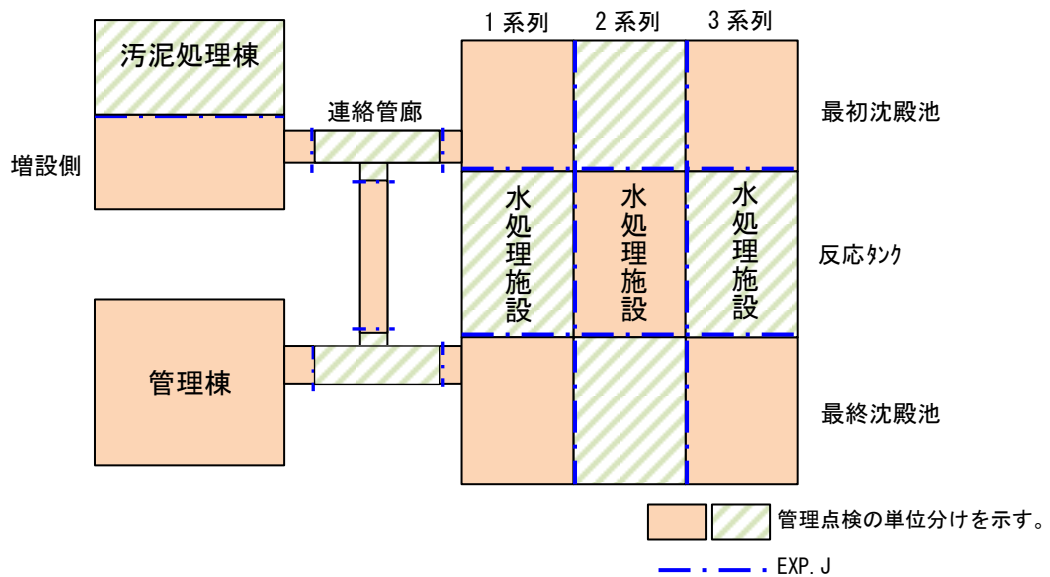 1系列
2系列
3系列
汚泥処理棟
連絡管廊
最初沈殿池
増設側
水処理施設
水処理施設
水処理施設
反応タンク
管理棟
最終沈殿池
管理点検の単位分けを示す。
EXP. J